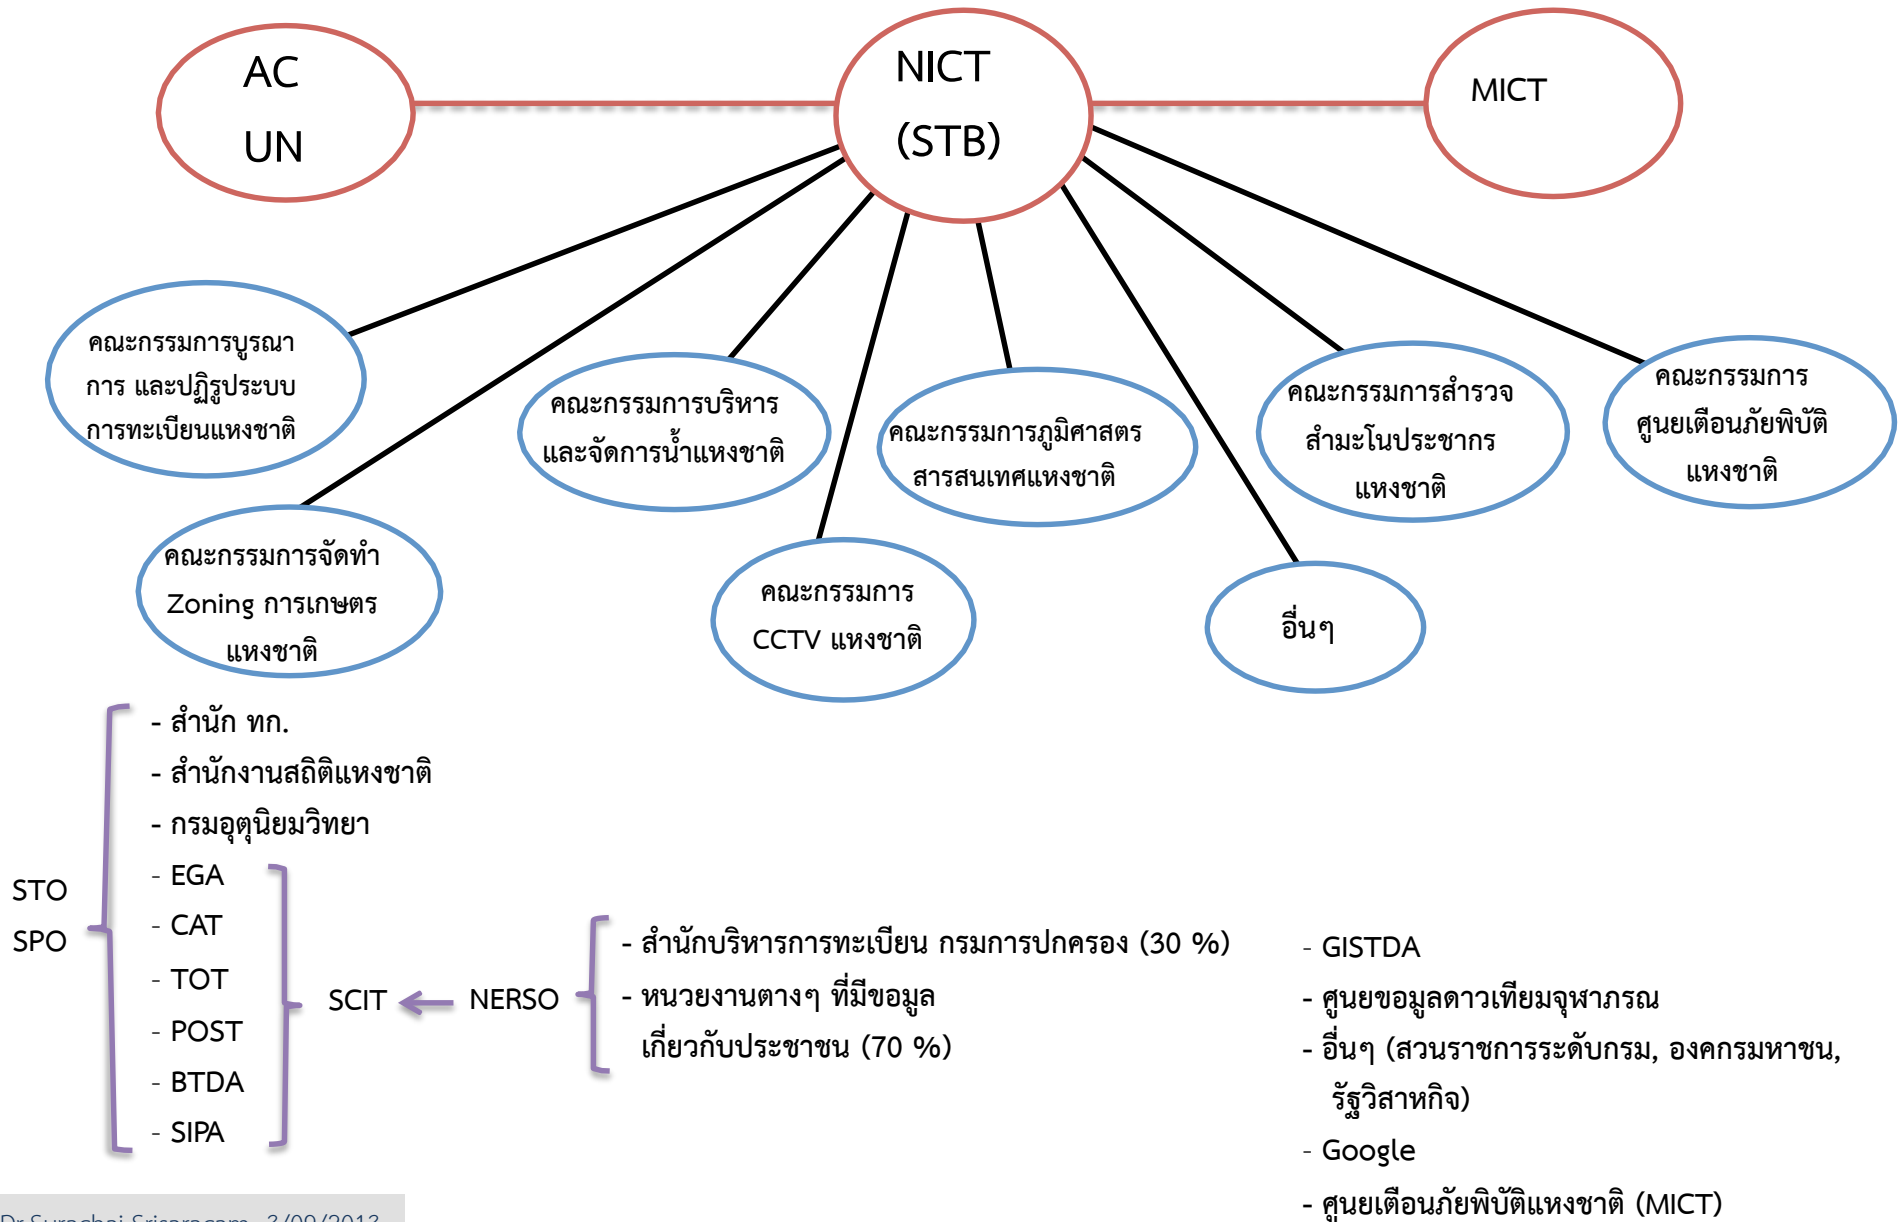 AC
UN
NICT
(STB)
MICT
คณะกรรมการบูรณา
การ และปฏิรูประบบ
การทะเบียนแหงชาติ
คณะกรรมการบริหาร
และจัดการน้ำแหงชาติ
คณะกรรมการภูมิศาสตร
สารสนเทศแหงชาติ
คณะกรรมการสำรวจ
สำมะโนประชากร
แหงชาติ
คณะกรรมการ
ศูนยเตือนภัยพิบัติ
แหงชาติ
คณะกรรมการจัดทำ
Zoning การเกษตร
แหงชาติ
คณะกรรมการ
CCTV แหงชาติ
อื่นๆ
STO
SPO
- สำนัก ทก.
- สำนักงานสถิติแหงชาติ
- กรมอุตุนิยมวิทยา
- EGA
- CAT
- TOT
- POST
- BTDA
- SIPA
SCIT
NERSO
- สำนักบริหารการทะเบียน กรมการปกครอง (30 %)
- หนวยงานตางๆ ที่มีขอมูล
เกี่ยวกับประชาชน (70 %)
- GISTDA
- ศูนยขอมูลดาวเทียมจุฬาภรณ
- อื่นๆ (สวนราชการระดับกรม, องคกรมหาชน,
รัฐวิสาหกิจ)
- Google
- ศูนยเตือนภัยพิบัติแหงชาติ (MICT)
Dr.Surachai Srisaracam 3/09/2013